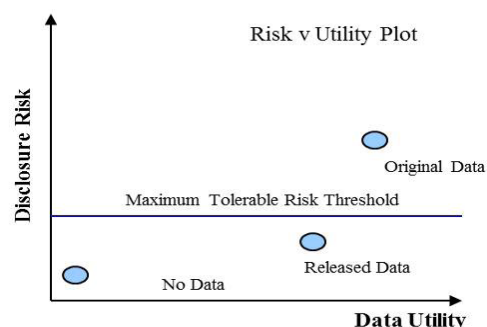 Risk v Utility Plot
Disclosure Risk
Original Data
Maximum Tolerable Risk Threshold
Released Data
No Data
Data Utility